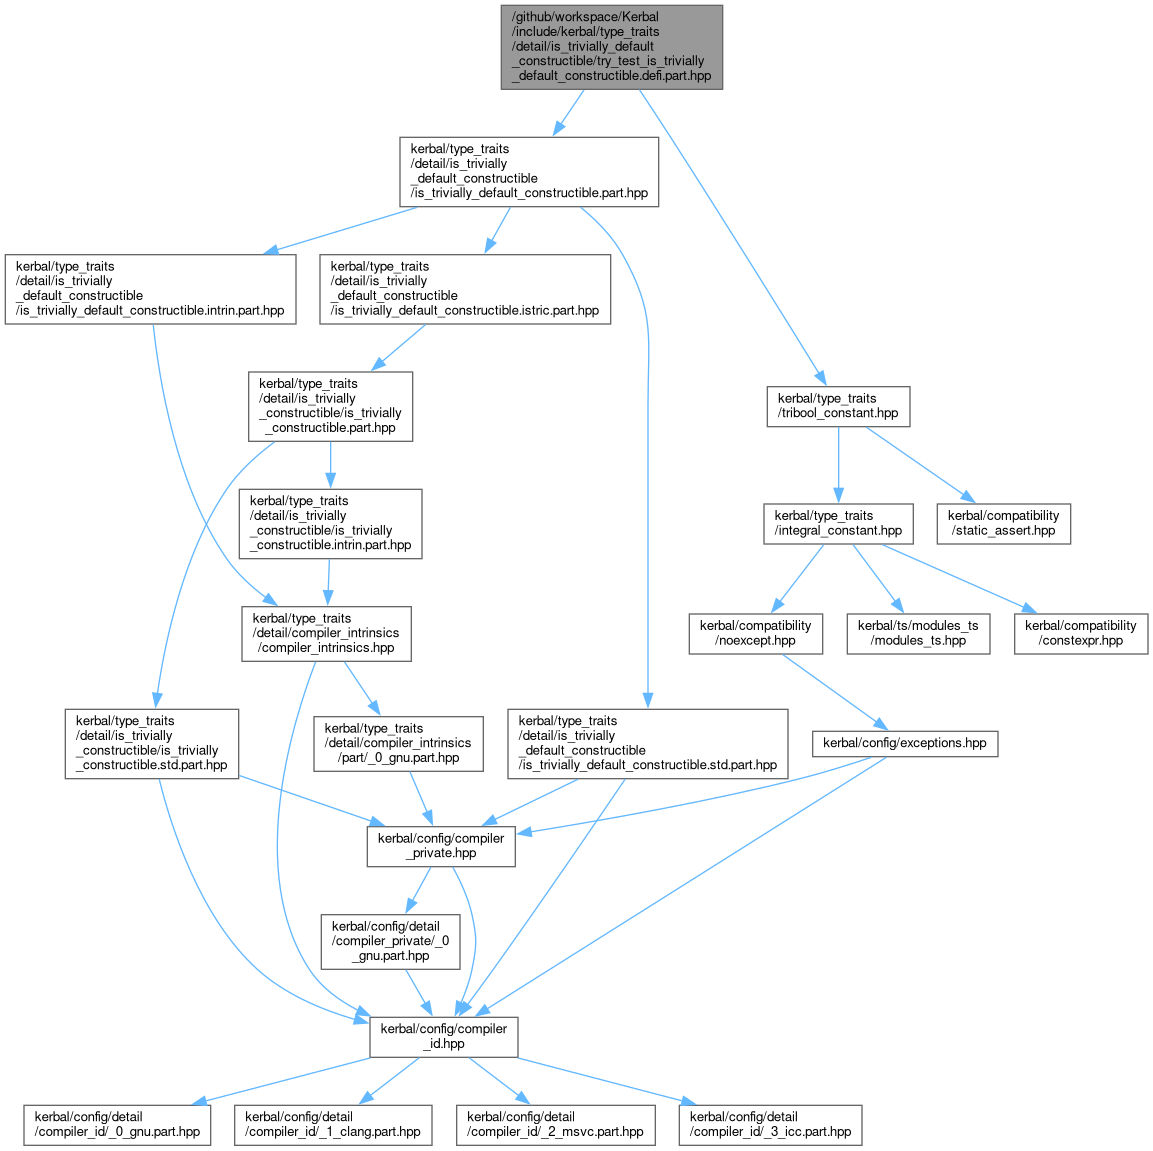 /github/workspace/Kerbal
/include/kerbal/type_traits
/detail/is_trivially_default
_constructible/try_test_is_trivially
_default_constructible.defi.part.hpp
kerbal/type_traits
/detail/is_trivially
_default_constructible
/is_trivially_default_constructible.part.hpp
kerbal/type_traits
/detail/is_trivially
_default_constructible
/is_trivially_default_constructible.intrin.part.hpp
kerbal/type_traits
/detail/is_trivially
_default_constructible
/is_trivially_default_constructible.istric.part.hpp
kerbal/type_traits
/detail/is_trivially
_constructible/is_trivially
_constructible.part.hpp
kerbal/type_traits
/tribool_constant.hpp
kerbal/type_traits
/detail/is_trivially
_constructible/is_trivially
_constructible.intrin.part.hpp
kerbal/type_traits
/integral_constant.hpp
kerbal/compatibility
/static_assert.hpp
kerbal/type_traits
/detail/compiler_intrinsics
/compiler_intrinsics.hpp
kerbal/compatibility
/noexcept.hpp
kerbal/ts/modules_ts
/modules_ts.hpp
kerbal/compatibility
/constexpr.hpp
kerbal/type_traits
/detail/is_trivially
_constructible/is_trivially
_constructible.std.part.hpp
kerbal/type_traits
/detail/compiler_intrinsics
/part/_0_gnu.part.hpp
kerbal/type_traits
/detail/is_trivially
_default_constructible
/is_trivially_default_constructible.std.part.hpp
kerbal/config/exceptions.hpp
kerbal/config/compiler
_private.hpp
kerbal/config/detail
/compiler_private/_0
_gnu.part.hpp
kerbal/config/compiler
_id.hpp
kerbal/config/detail
/compiler_id/_0_gnu.part.hpp
kerbal/config/detail
/compiler_id/_1_clang.part.hpp
kerbal/config/detail
/compiler_id/_2_msvc.part.hpp
kerbal/config/detail
/compiler_id/_3_icc.part.hpp